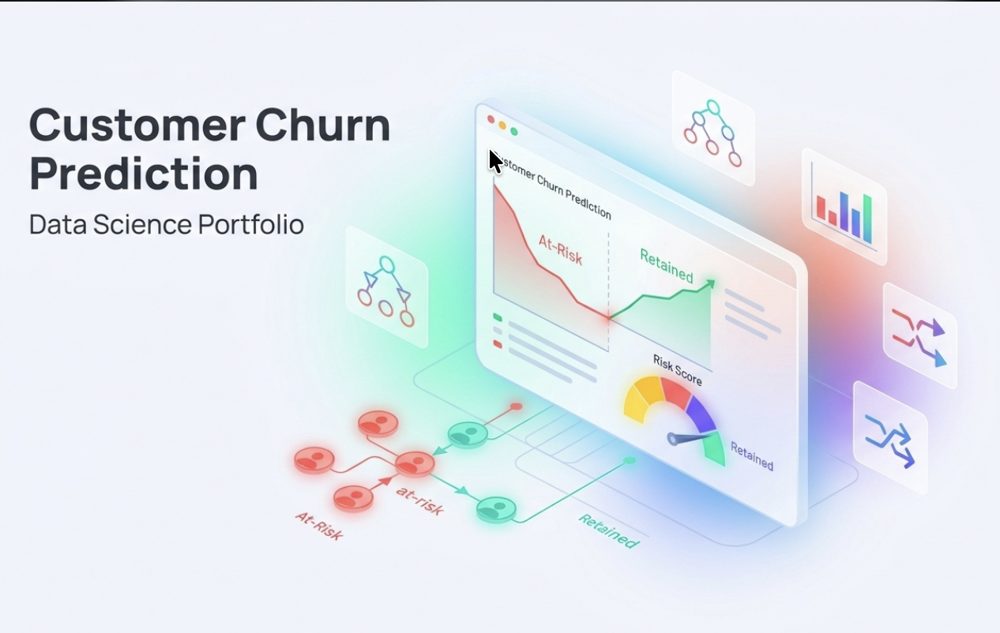 Customer Churn
Prediction
Data Science Portfolio
ustomer Churn Prediction
At-Risk
Retained
Risk Score
Retained
at-risk
At-Risk
Retained